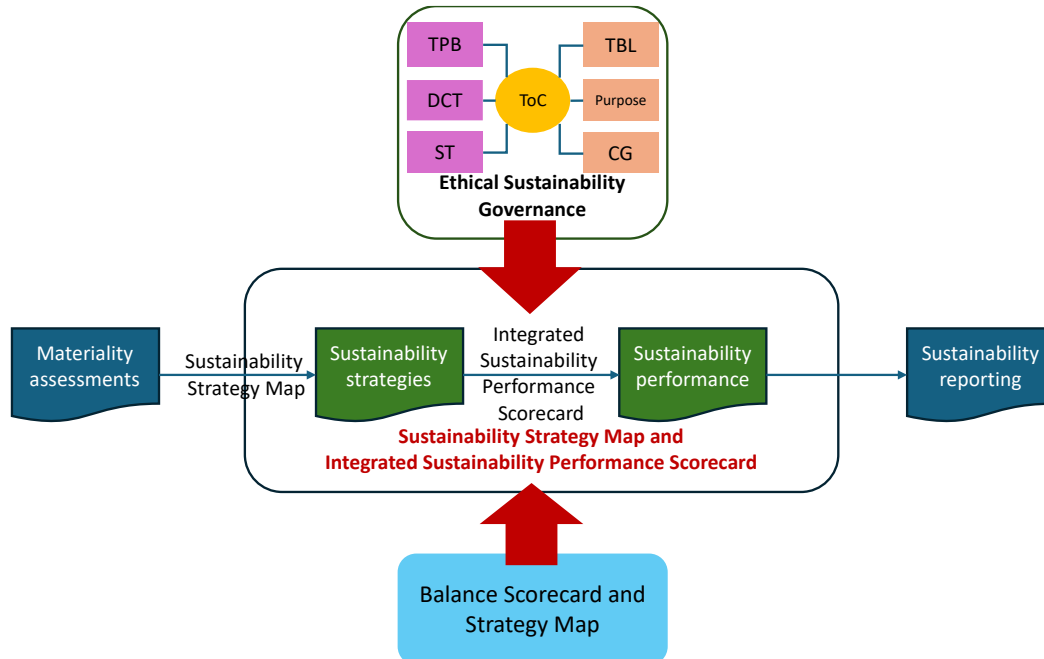 TPB
TBL
DCT
ToC
Purpose
ST
CG
Ethical Sustainability
Governance
Materiality
assessments
Sustainability
Strategy Map
Sustainability
strategies
Integrated
Sustainability
Performance
Scorecard
Sustainability
performance
Sustainability
reporting
Sustainability Strategy Map and
Integrated Sustainability Performance Scorecard
Balance Scorecard and
Strategy Map